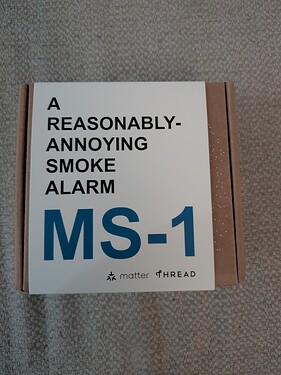 A
REASONABLY-
ANNOYING
SMOKE
ALARM
MS-1
matter THREAD